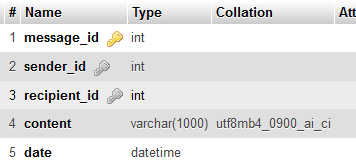 # Name Type Collation Att
1 message_id int
2 sender_id int
3 recipient_id int
4 content varchar(1000) utf8mb4_0900_ai_ci
5 date datetime